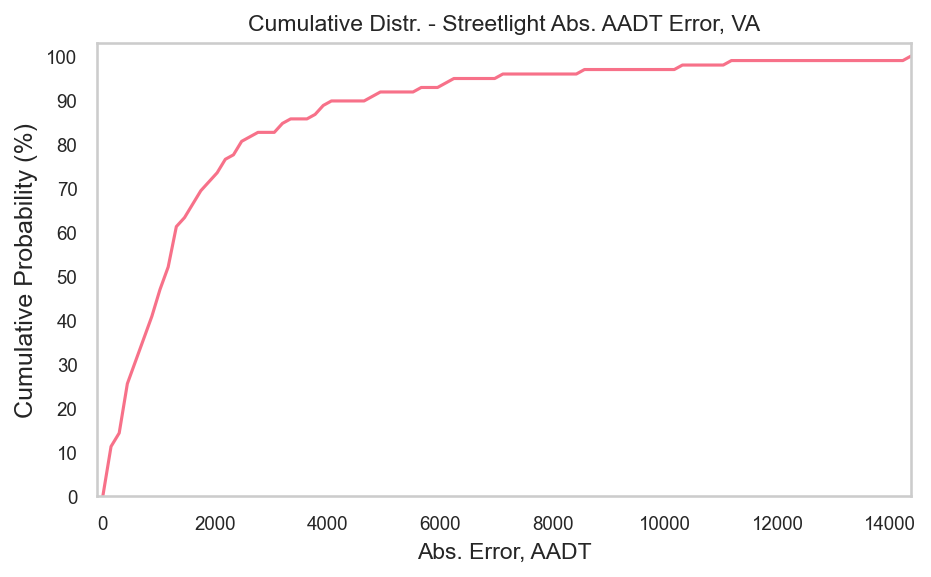 Cumulative Distr. - Streetlight Abs. AADT Error, VA
Cumulative Probability (%)
100
90
80
70
60
50
40
30
20
10
0
0 2000 4000 6000 8000 10000 12000 14000
Abs. Error, AADT